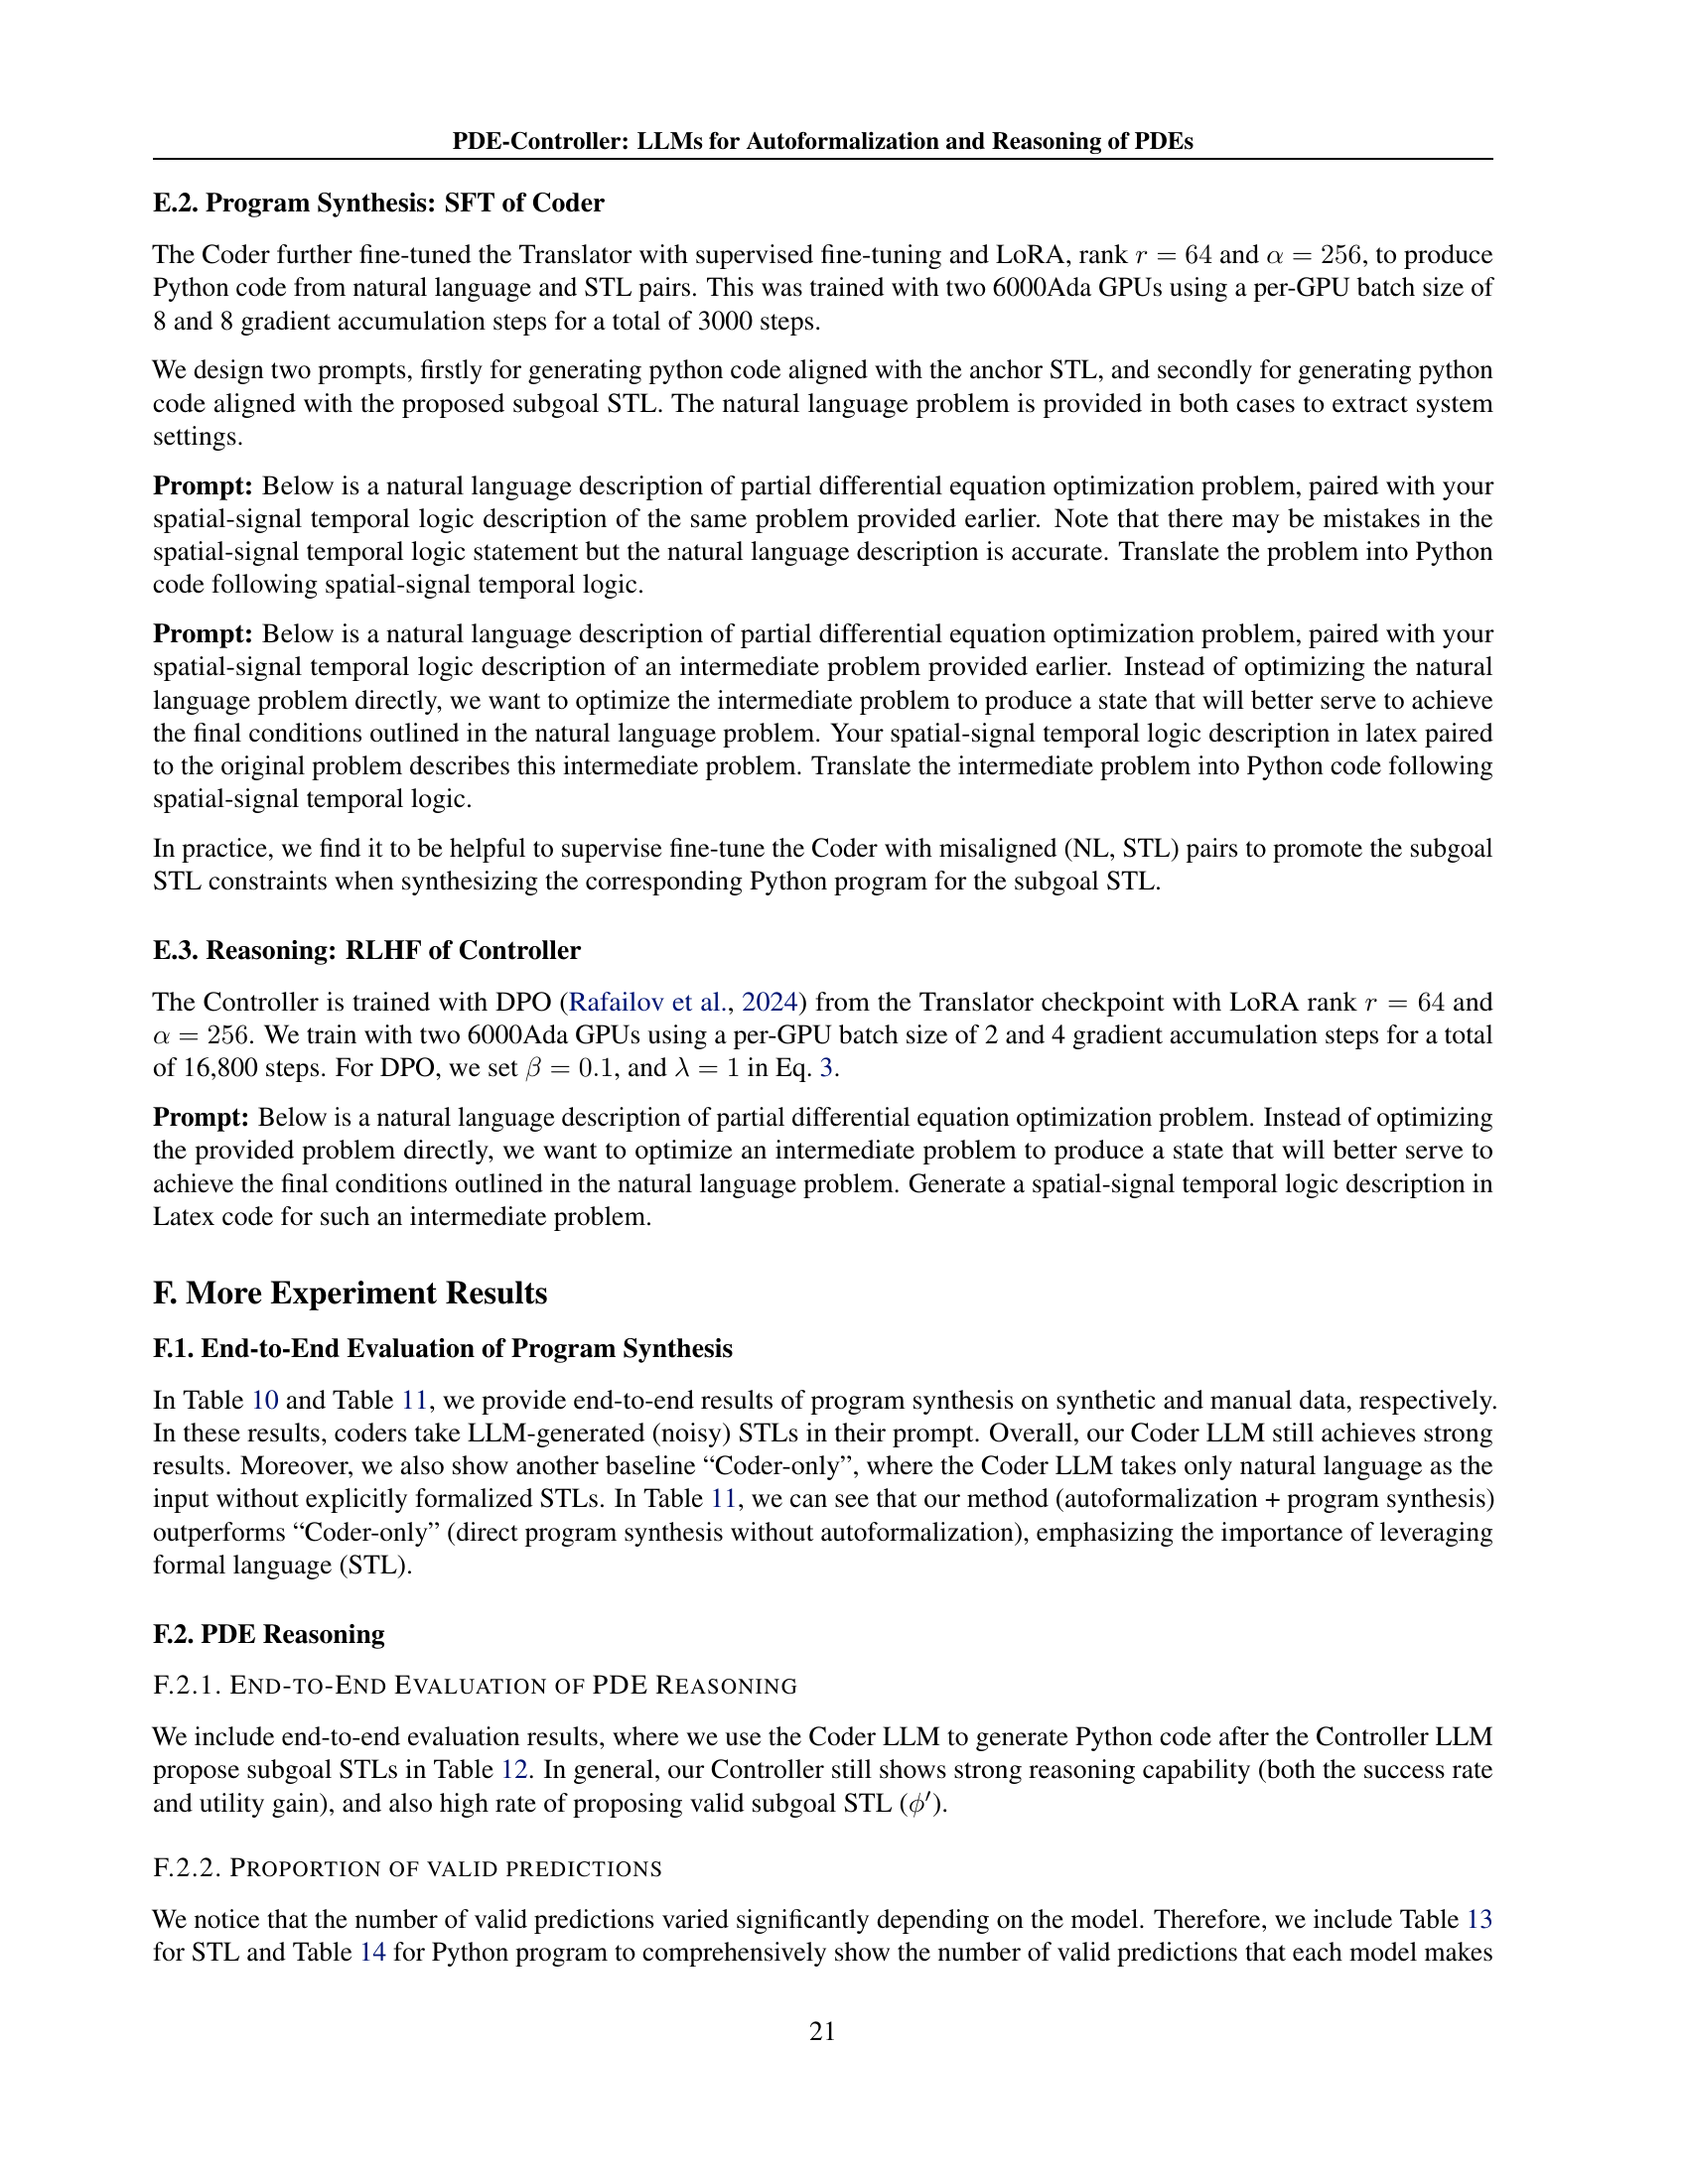 PDE-Controller: LLMs for Autoformalization and Reasoning of PDEs
E.2. Program Synthesis: SFT of Coder
The Coder further fine-tuned the Translator with supervised fine-tuning and LoRA, rank r = 64 and α = 256, to produce
Python code from natural language and STL pairs. This was trained with two 6000Ada GPUs using a per-GPU batch size of
8 and 8 gradient accumulation steps for a total of 3000 steps.
We design two prompts, firstly for generating python code aligned with the anchor STL, and secondly for generating python
code aligned with the proposed subgoal STL. The natural language problem is provided in both cases to extract system
settings.
Prompt: Below is a natural language description of partial differential equation optimization problem, paired with your
spatial-signal temporal logic description of the same problem provided earlier. Note that there may be mistakes in the
spatial-signal temporal logic statement but the natural language description is accurate. Translate the problem into Python
code following spatial-signal temporal logic.
Prompt: Below is a natural language description of partial differential equation optimization problem, paired with your
spatial-signal temporal logic description of an intermediate problem provided earlier. Instead of optimizing the natural
language problem directly, we want to optimize the intermediate problem to produce a state that will better serve to achieve
the final conditions outlined in the natural language problem. Your spatial-signal temporal logic description in latex paired
to the original problem describes this intermediate problem. Translate the intermediate problem into Python code following
spatial-signal temporal logic.
In practice, we find it to be helpful to supervise fine-tune the Coder with misaligned (NL, STL) pairs to promote the subgoal
STL constraints when synthesizing the corresponding Python program for the subgoal STL.
E.3. Reasoning: RLHF of Controller
The Controller is trained with DPO (Rafailov et al., 2024) from the Translator checkpoint with LoRA rank r = 64 and
α = 256. We train with two 6000Ada GPUs using a per-GPU batch size of 2 and 4 gradient accumulation steps for a total
of 16,800 steps. For DPO, we set β = 0.1, and λ = 1 in Eq. 3.
Prompt: Below is a natural language description of partial differential equation optimization problem. Instead of optimizing
the provided problem directly, we want to optimize an intermediate problem to produce a state that will better serve to
achieve the final conditions outlined in the natural language problem. Generate a spatial-signal temporal logic description in
Latex code for such an intermediate problem.
F. More Experiment Results
F.1. End-to-End Evaluation of Program Synthesis
In Table 10 and Table 11, we provide end-to-end results of program synthesis on synthetic and manual data, respectively.
In these results, coders take LLM-generated (noisy) STLs in their prompt. Overall, our Coder LLM still achieves strong
results. Moreover, we also show another baseline “Coder-only”, where the Coder LLM takes only natural language as the
input without explicitly formalized STLs. In Table 11, we can see that our method (autoformalization + program synthesis)
outperforms “Coder-only” (direct program synthesis without autoformalization), emphasizing the importance of leveraging
formal language (STL).
F.2. PDE Reasoning
F.2.1. END-TO-END EVALUATION OF PDE REASONING
We include end-to-end evaluation results, where we use the Coder LLM to generate Python code after the Controller LLM
propose subgoal STLs in Table 12. In general, our Controller still shows strong reasoning capability (both the success rate
and utility gain), and also high rate of proposing valid subgoal STL (ϕ′).
F.2.2. PROPORTION OF VALID PREDICTIONS
We notice that the number of valid predictions varied significantly depending on the model. Therefore, we include Table 13
for STL and Table 14 for Python program to comprehensively show the number of valid predictions that each model makes
21